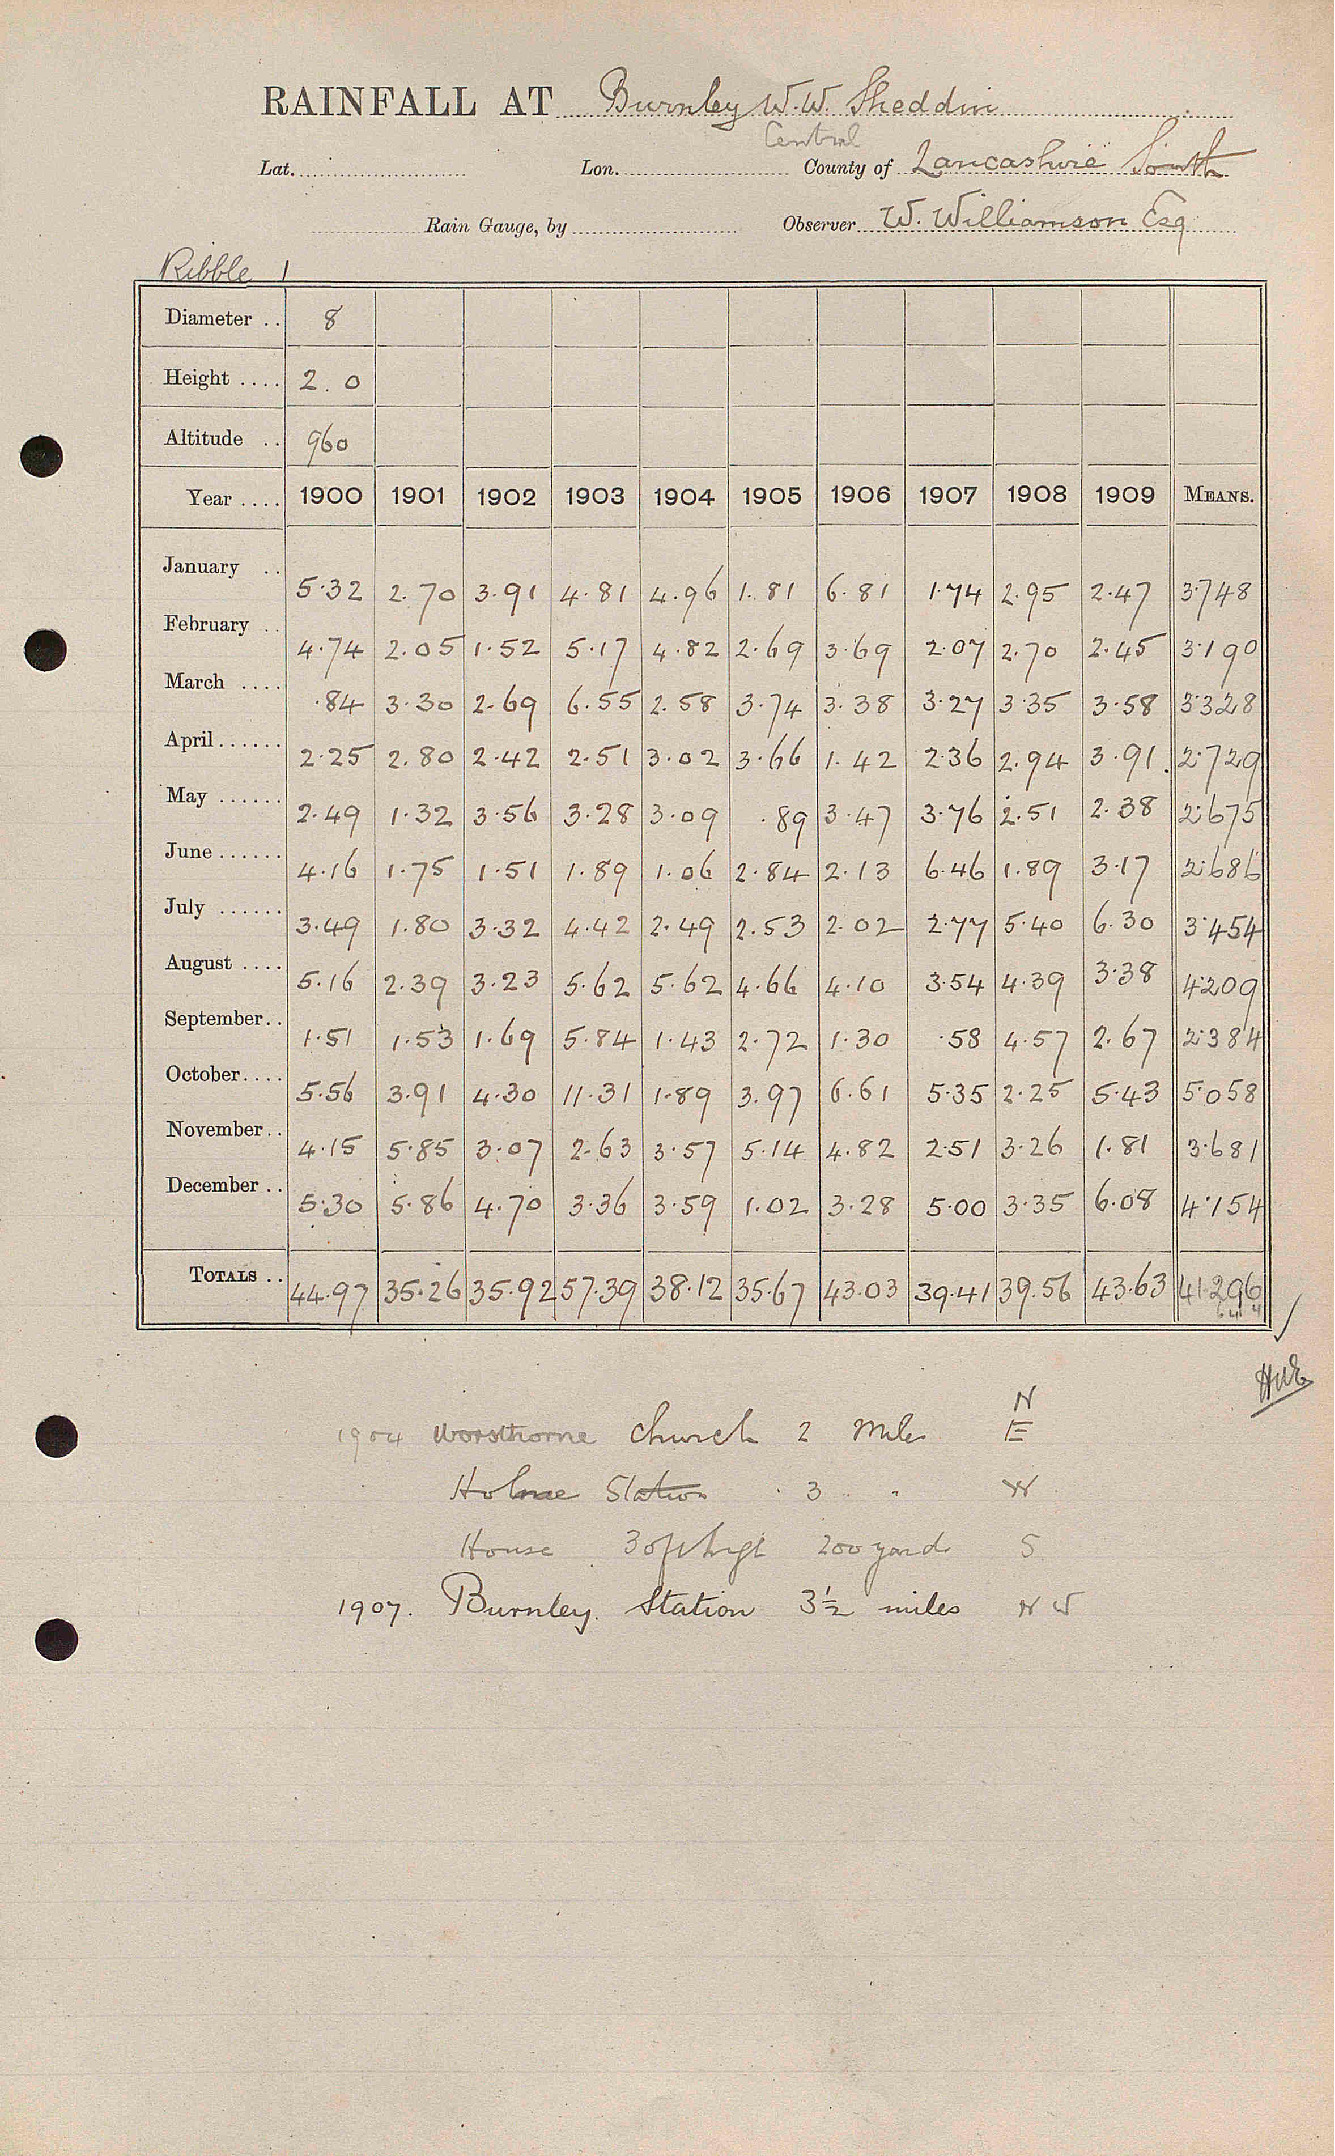 RAINFALL AT Burnley W.W. Sheddin
Central
Lat. Lon. County of Lancashire South
Rain Gauge, by Observer W. Williamson Esq
Ribble 1
Diameter .. 8
Height .... 2.0
Altitude .. 960
Year .... 1900 1901 1902 1903 1904 1905 1906 1907 1908 1909 MEANS.
January .. 5.32 2.70 3.91 4.81 4.96 1.81 6.81 1.74 2.95 2.47 3.748
February .. 4.74 2.05 1.52 5.17 4.82 2.69 3.69 2.07 2.70 2.45 3.190
March .... .84 3.30 2.69 6.55 2.58 3.74 3.38 3.27 3.35 3.58 3.328
April ...... 2.25 2.80 2.42 2.51 3.02 3.66 1.42 2.36 2.94 3.91 2.729
May ...... 2.49 1.32 3.56 3.28 3.09 .89 3.47 3.76 2.51 2.38 2.675
June ...... 4.16 1.75 1.51 1.89 1.06 2.84 2.13 6.46 1.89 3.17 2.686
July ...... 3.49 1.80 3.32 4.42 2.49 2.53 2.02 2.77 5.40 6.30 3.454
August .... 5.16 2.39 3.23 5.62 5.62 4.66 4.10 3.54 4.39 3.38 4.209
September.. 1.51 1.53 1.69 5.84 1.43 2.72 1.30 .58 4.57 2.67 2.384
October.... 5.56 3.91 4.30 11.31 1.89 3.97 6.61 5.35 2.25 5.43 5.058
November.. 4.15 5.85 3.07 2.63 3.57 5.14 4.82 2.51 3.26 1.81 3.681
December .. 5.30 5.86 4.70 3.36 3.59 1.02 3.28 5.00 3.35 6.08 4.154
TOTALS .. 44.97 35.26 35.92 57.39 38.12 35.67 43.03 39.41 39.56 43.63 41.296
1904 Worsthorne Church 2 Miles N E
Holme Station 3 " W
House 30ft high 200 yards S
1907. Burnley Station 3½ miles N W